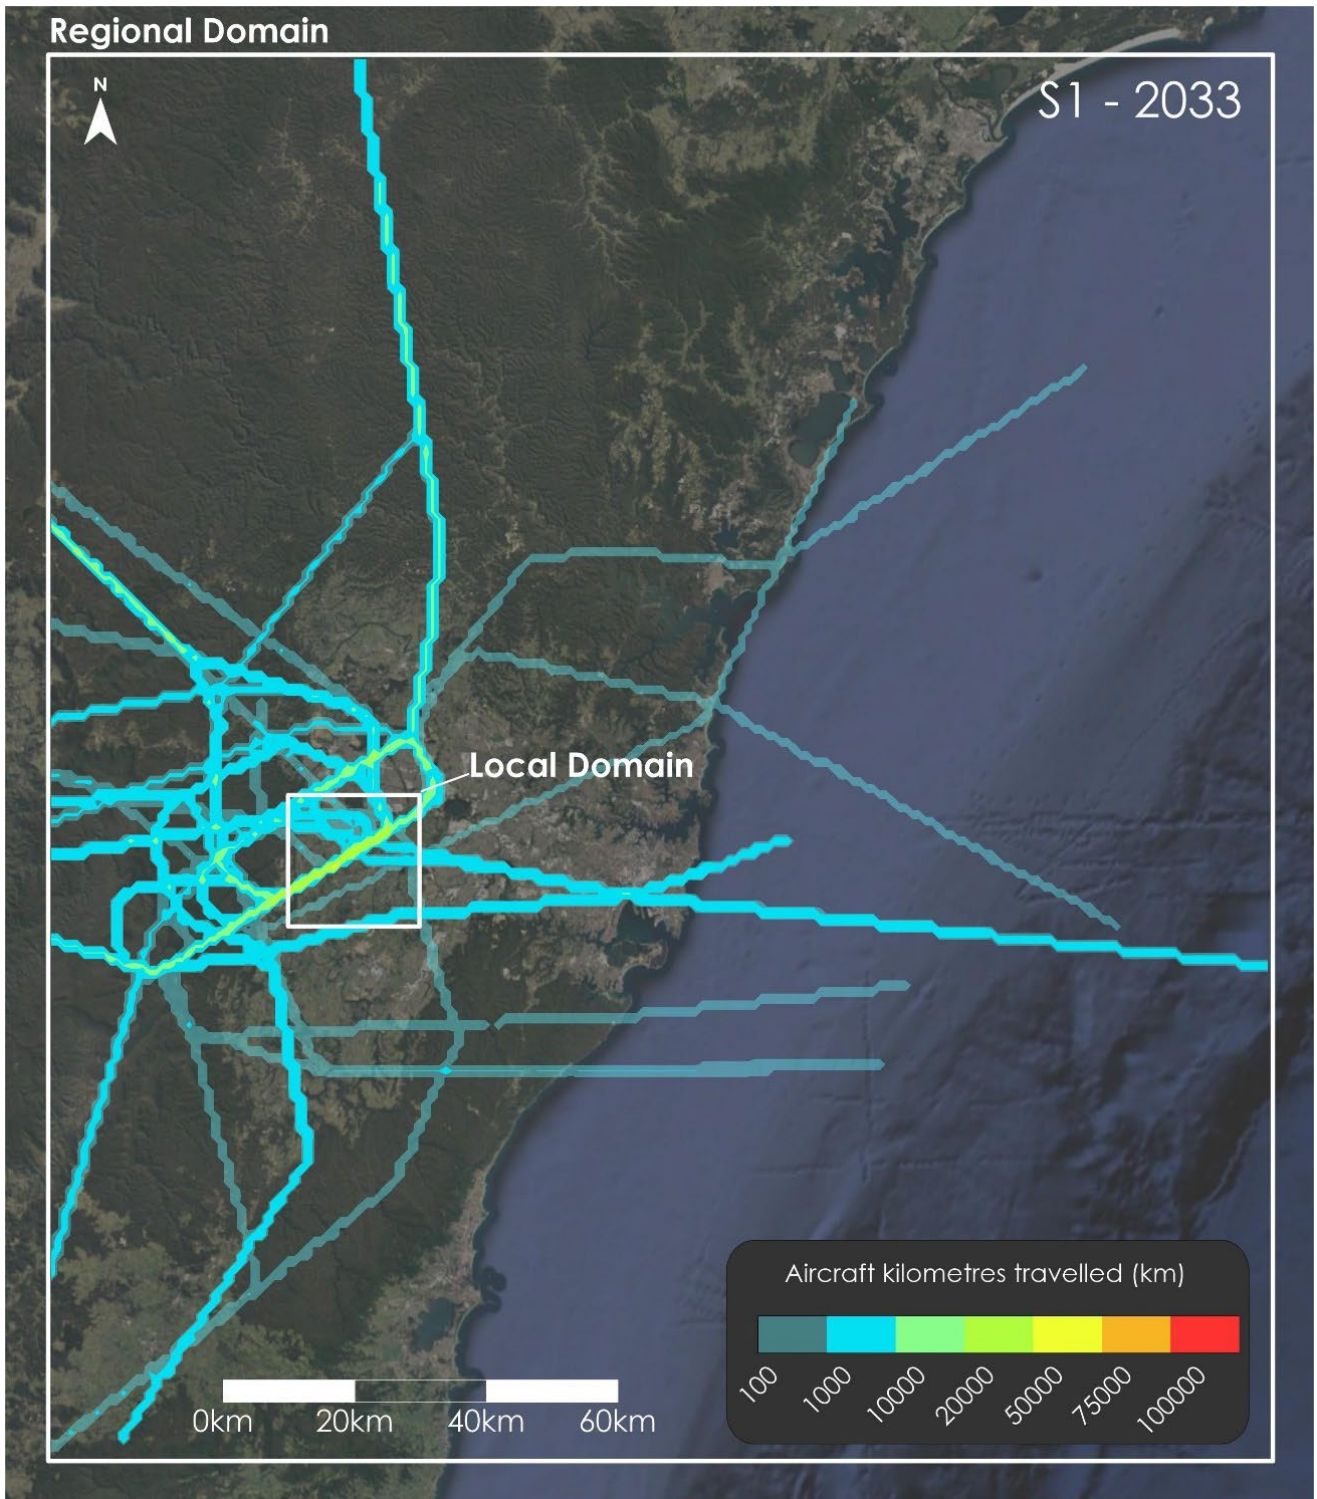 Regional Domain
N
S1 - 2033
Local Domain
Aircraft kilometres travelled (km)
100 1000 10000 20000 50000 75000 100000
0km 20km 40km 60km